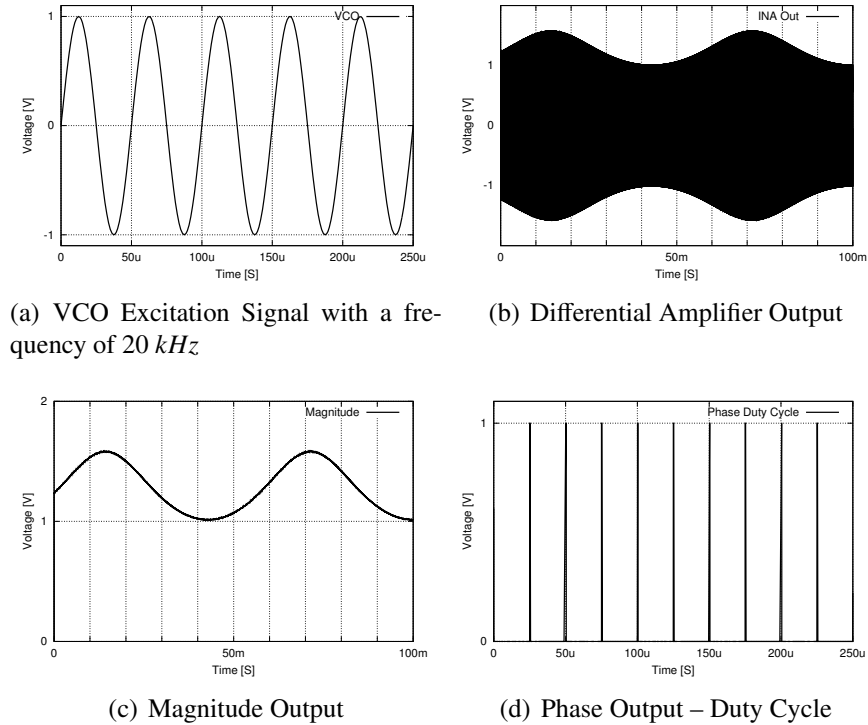 VCO
1
0
-1
Voltage [V]
0 50u 100u 150u 200u 250u
Time [S]
(a) VCO Excitation Signal with a fre-
quency of 20 kHz
INA Out
1
0
-1
Voltage [V]
0 50m 100m
Time [S]
(b) Differential Amplifier Output
Magnitude
2
1
0
Voltage [V]
0 50m 100m
Time [S]
(c) Magnitude Output
Phase Duty Cycle
1
0
Voltage [V]
0 50u 100u 150u 200u 250u
Time [S]
(d) Phase Output – Duty Cycle